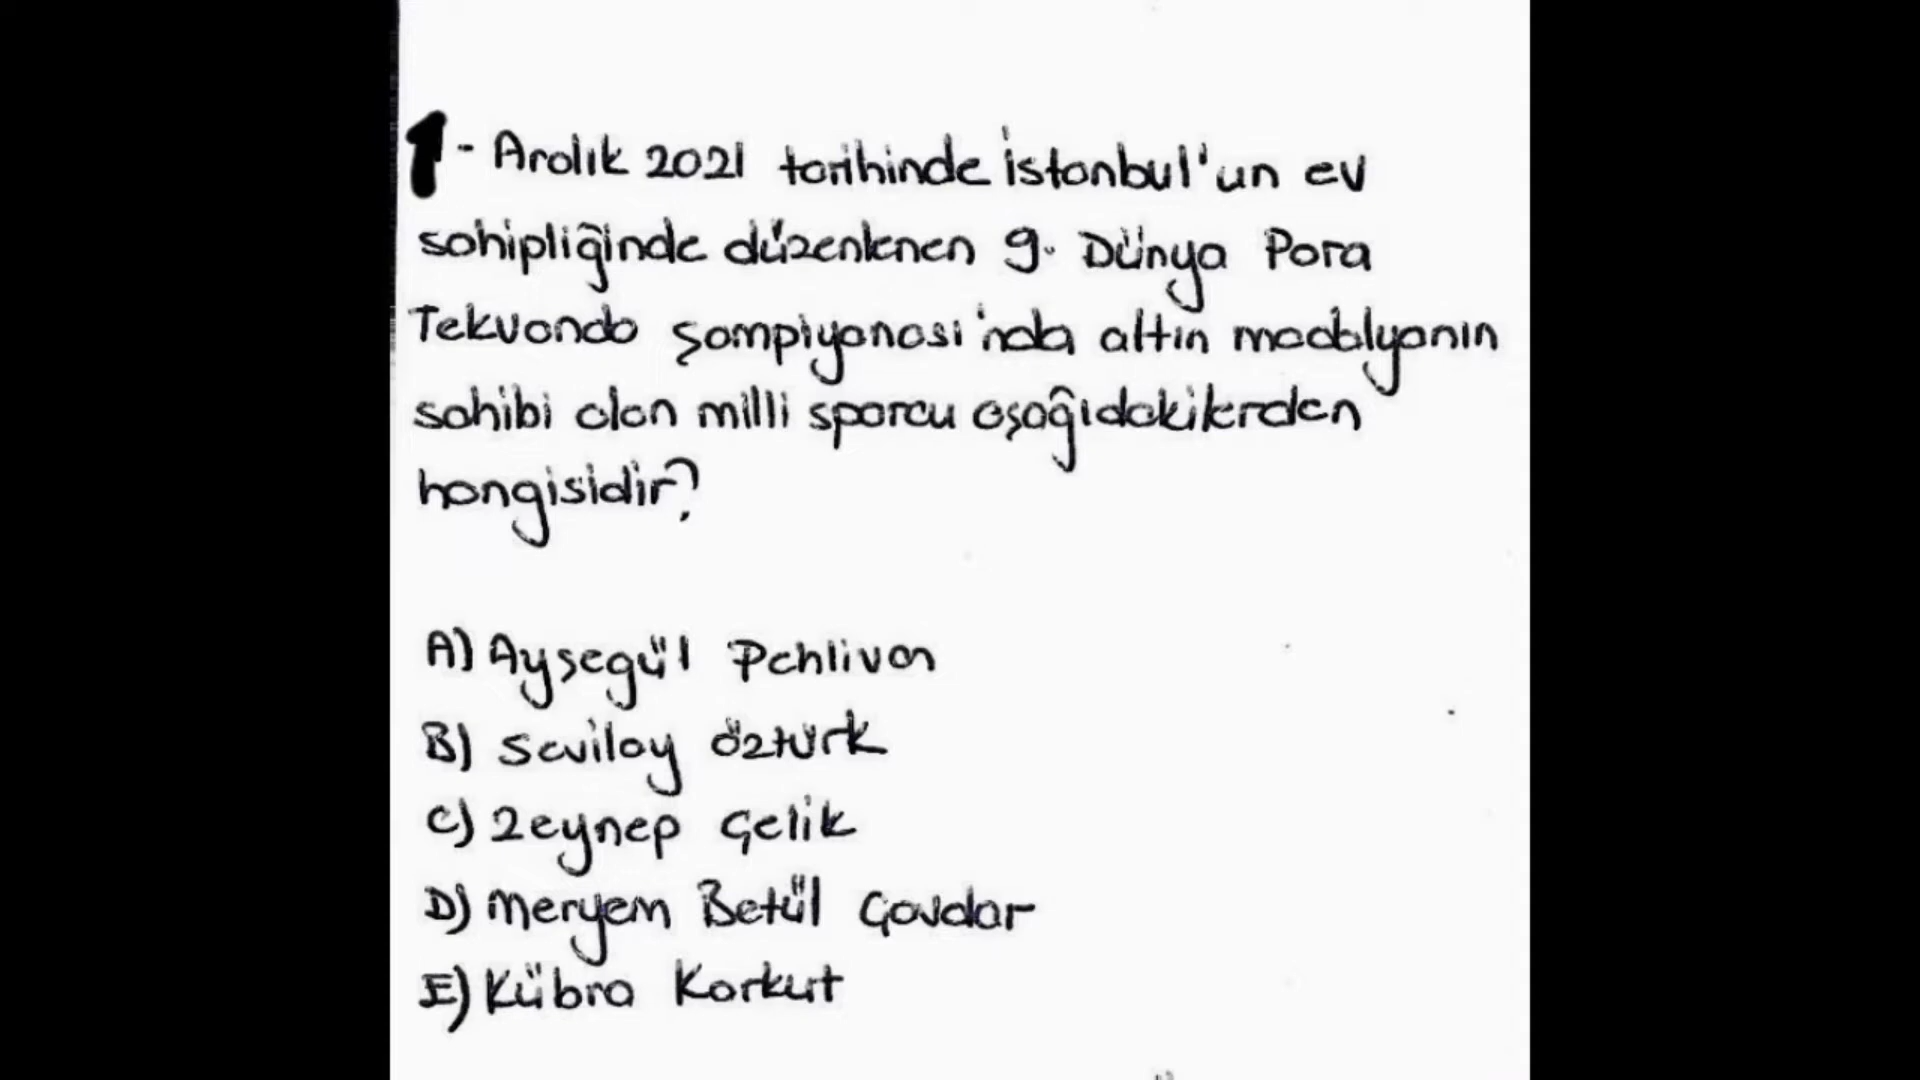 1- Aralık 2021 tarihinde İstanbul'un ev
sahipliğinde düzenlenen 9. Dünya Para
Tekvando Şampiyonası'nda altın madalyanın
sahibi olan milli sporcu aşağıdakilerden
hangisidir?
A) Ayşegül Pehlivan
B) Sevilay Öztürk
C) Zeynep Çelik
D) Meryem Betül Çavdar
E) Kübra Korkut